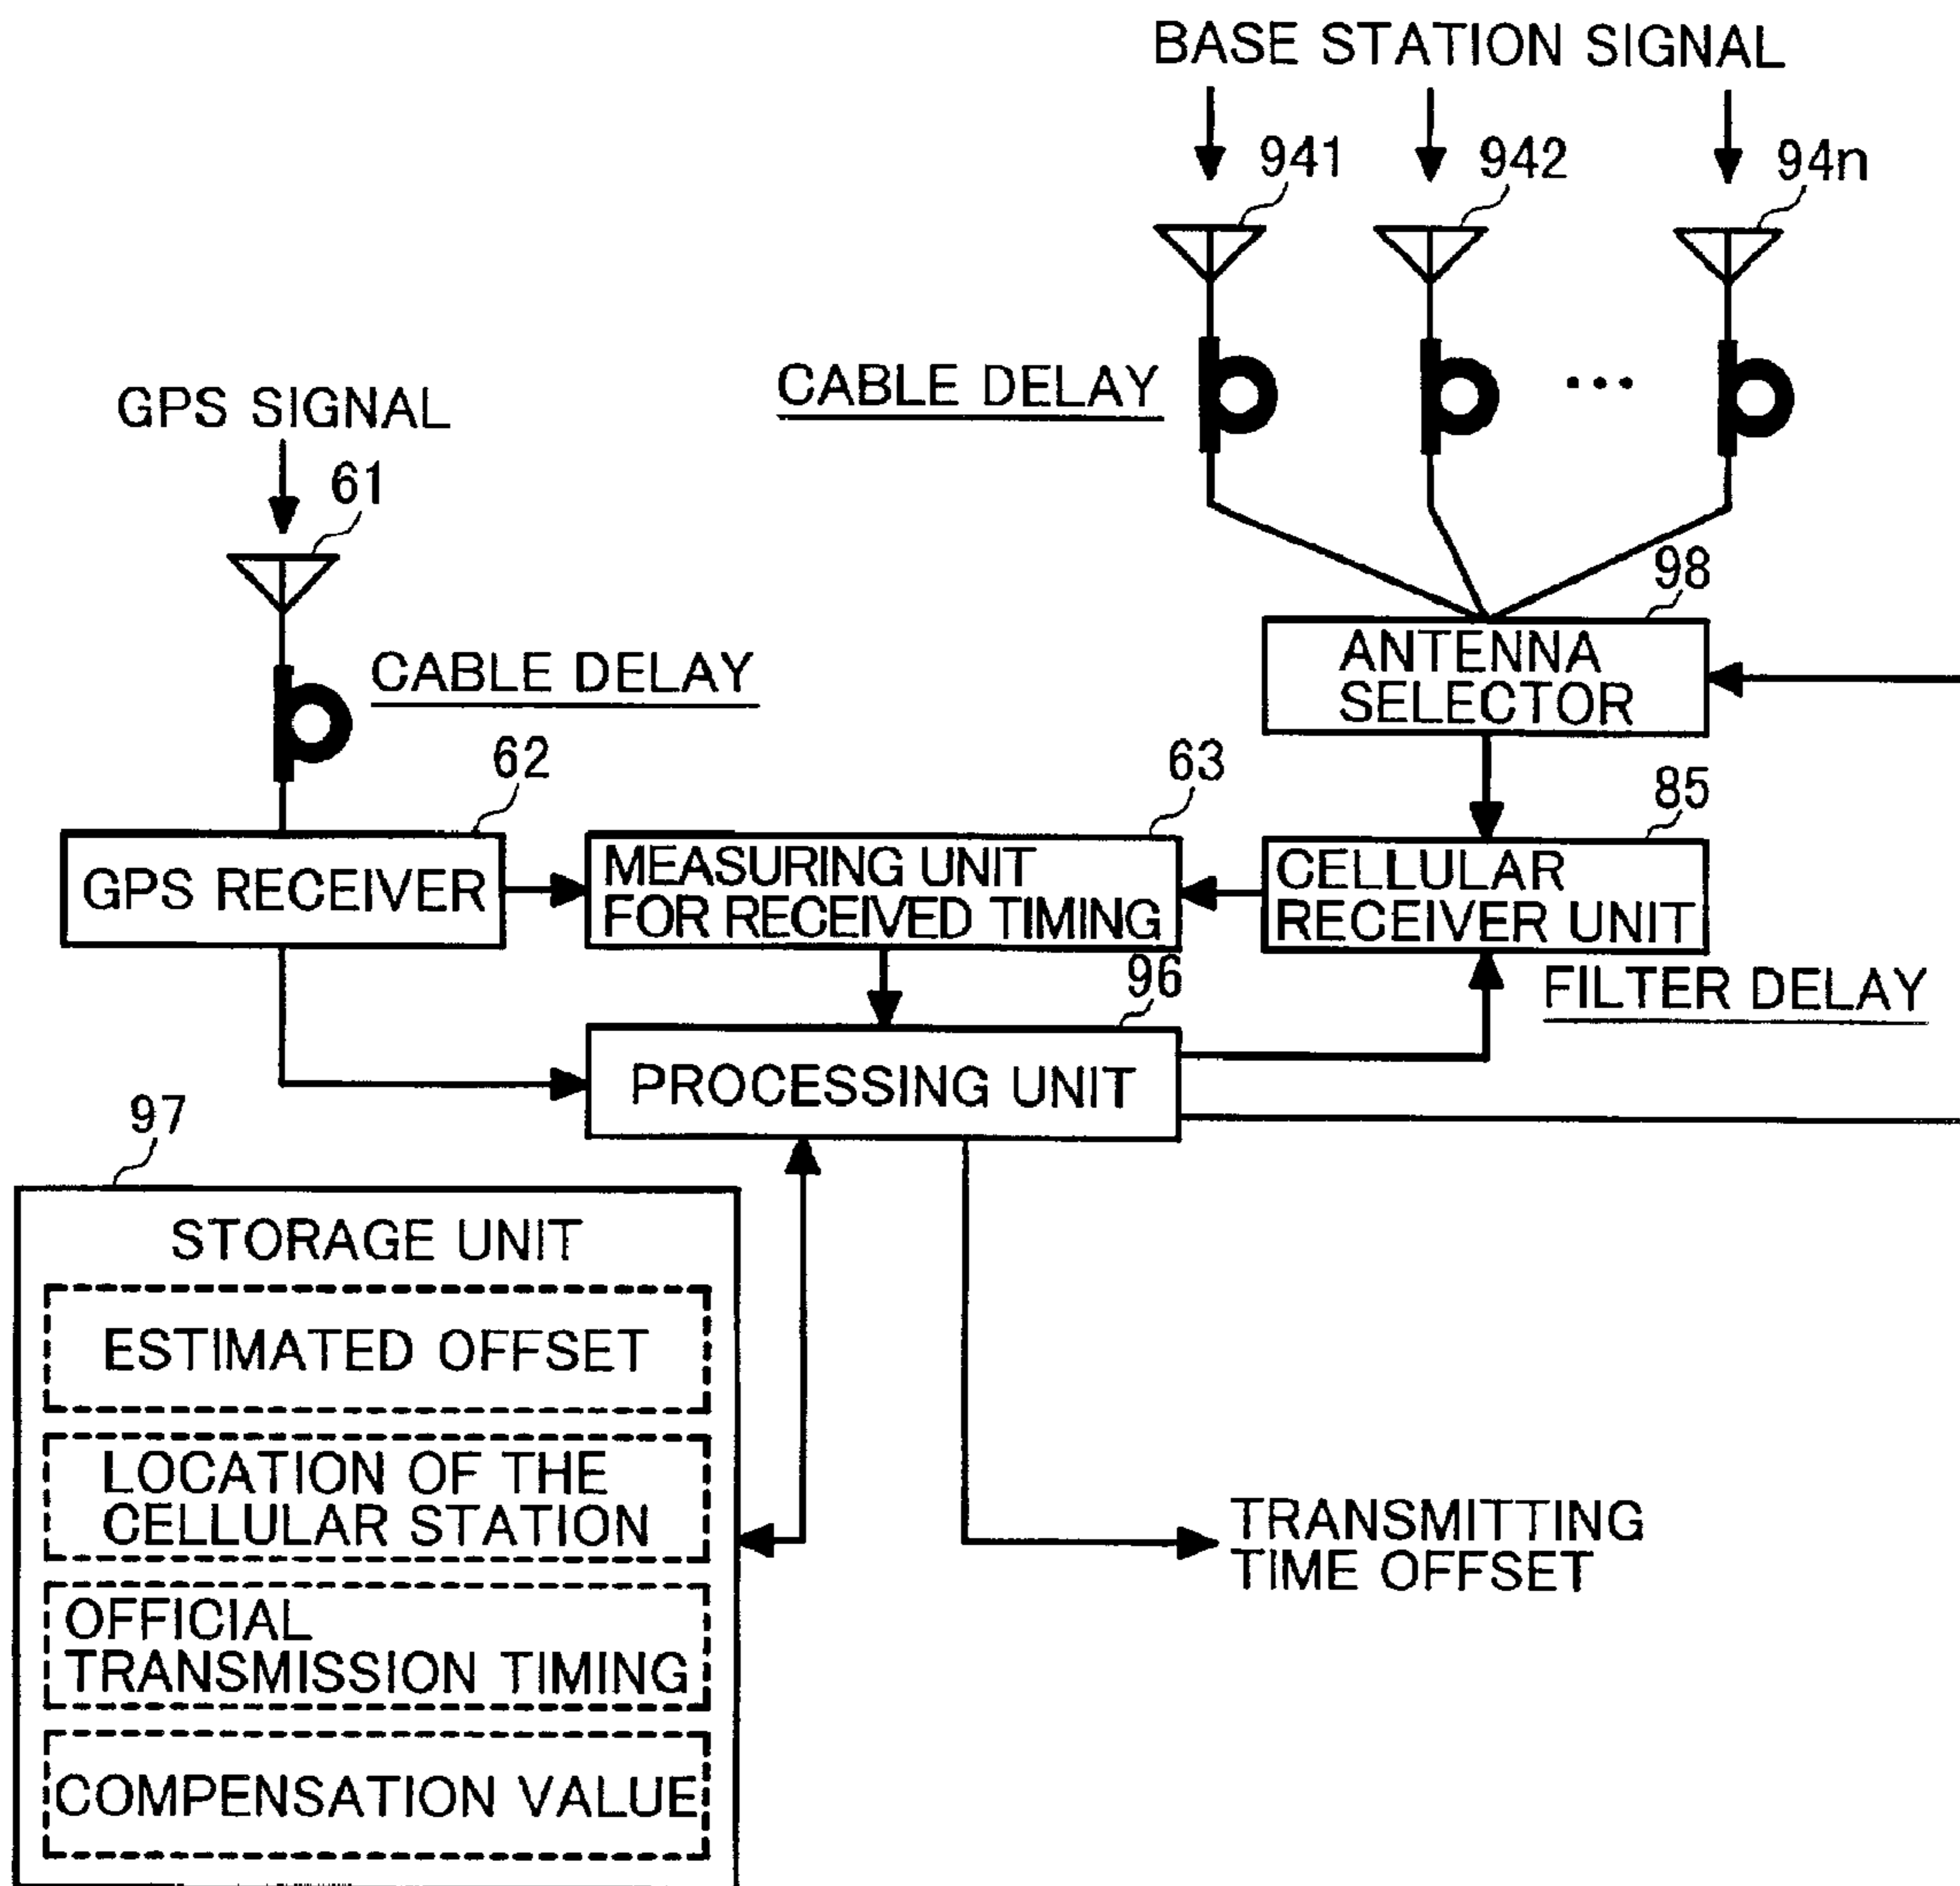 BASE STATION SIGNAL
941
942
94n
CABLE DELAY
...
GPS SIGNAL
61
98
ANTENNA
SELECTOR
CABLE DELAY
62
63
85
GPS RECEIVER
MEASURING UNIT
FOR RECEIVED TIMING
CELLULAR
RECEIVER UNIT
96
FILTER DELAY
PROCESSING UNIT
97
STORAGE UNIT
ESTIMATED OFFSET
LOCATION OF THE
CELLULAR STATION
TRANSMITTING
TIME OFFSET
OFFICIAL
TRANSMISSION TIMING
COMPENSATION VALUE